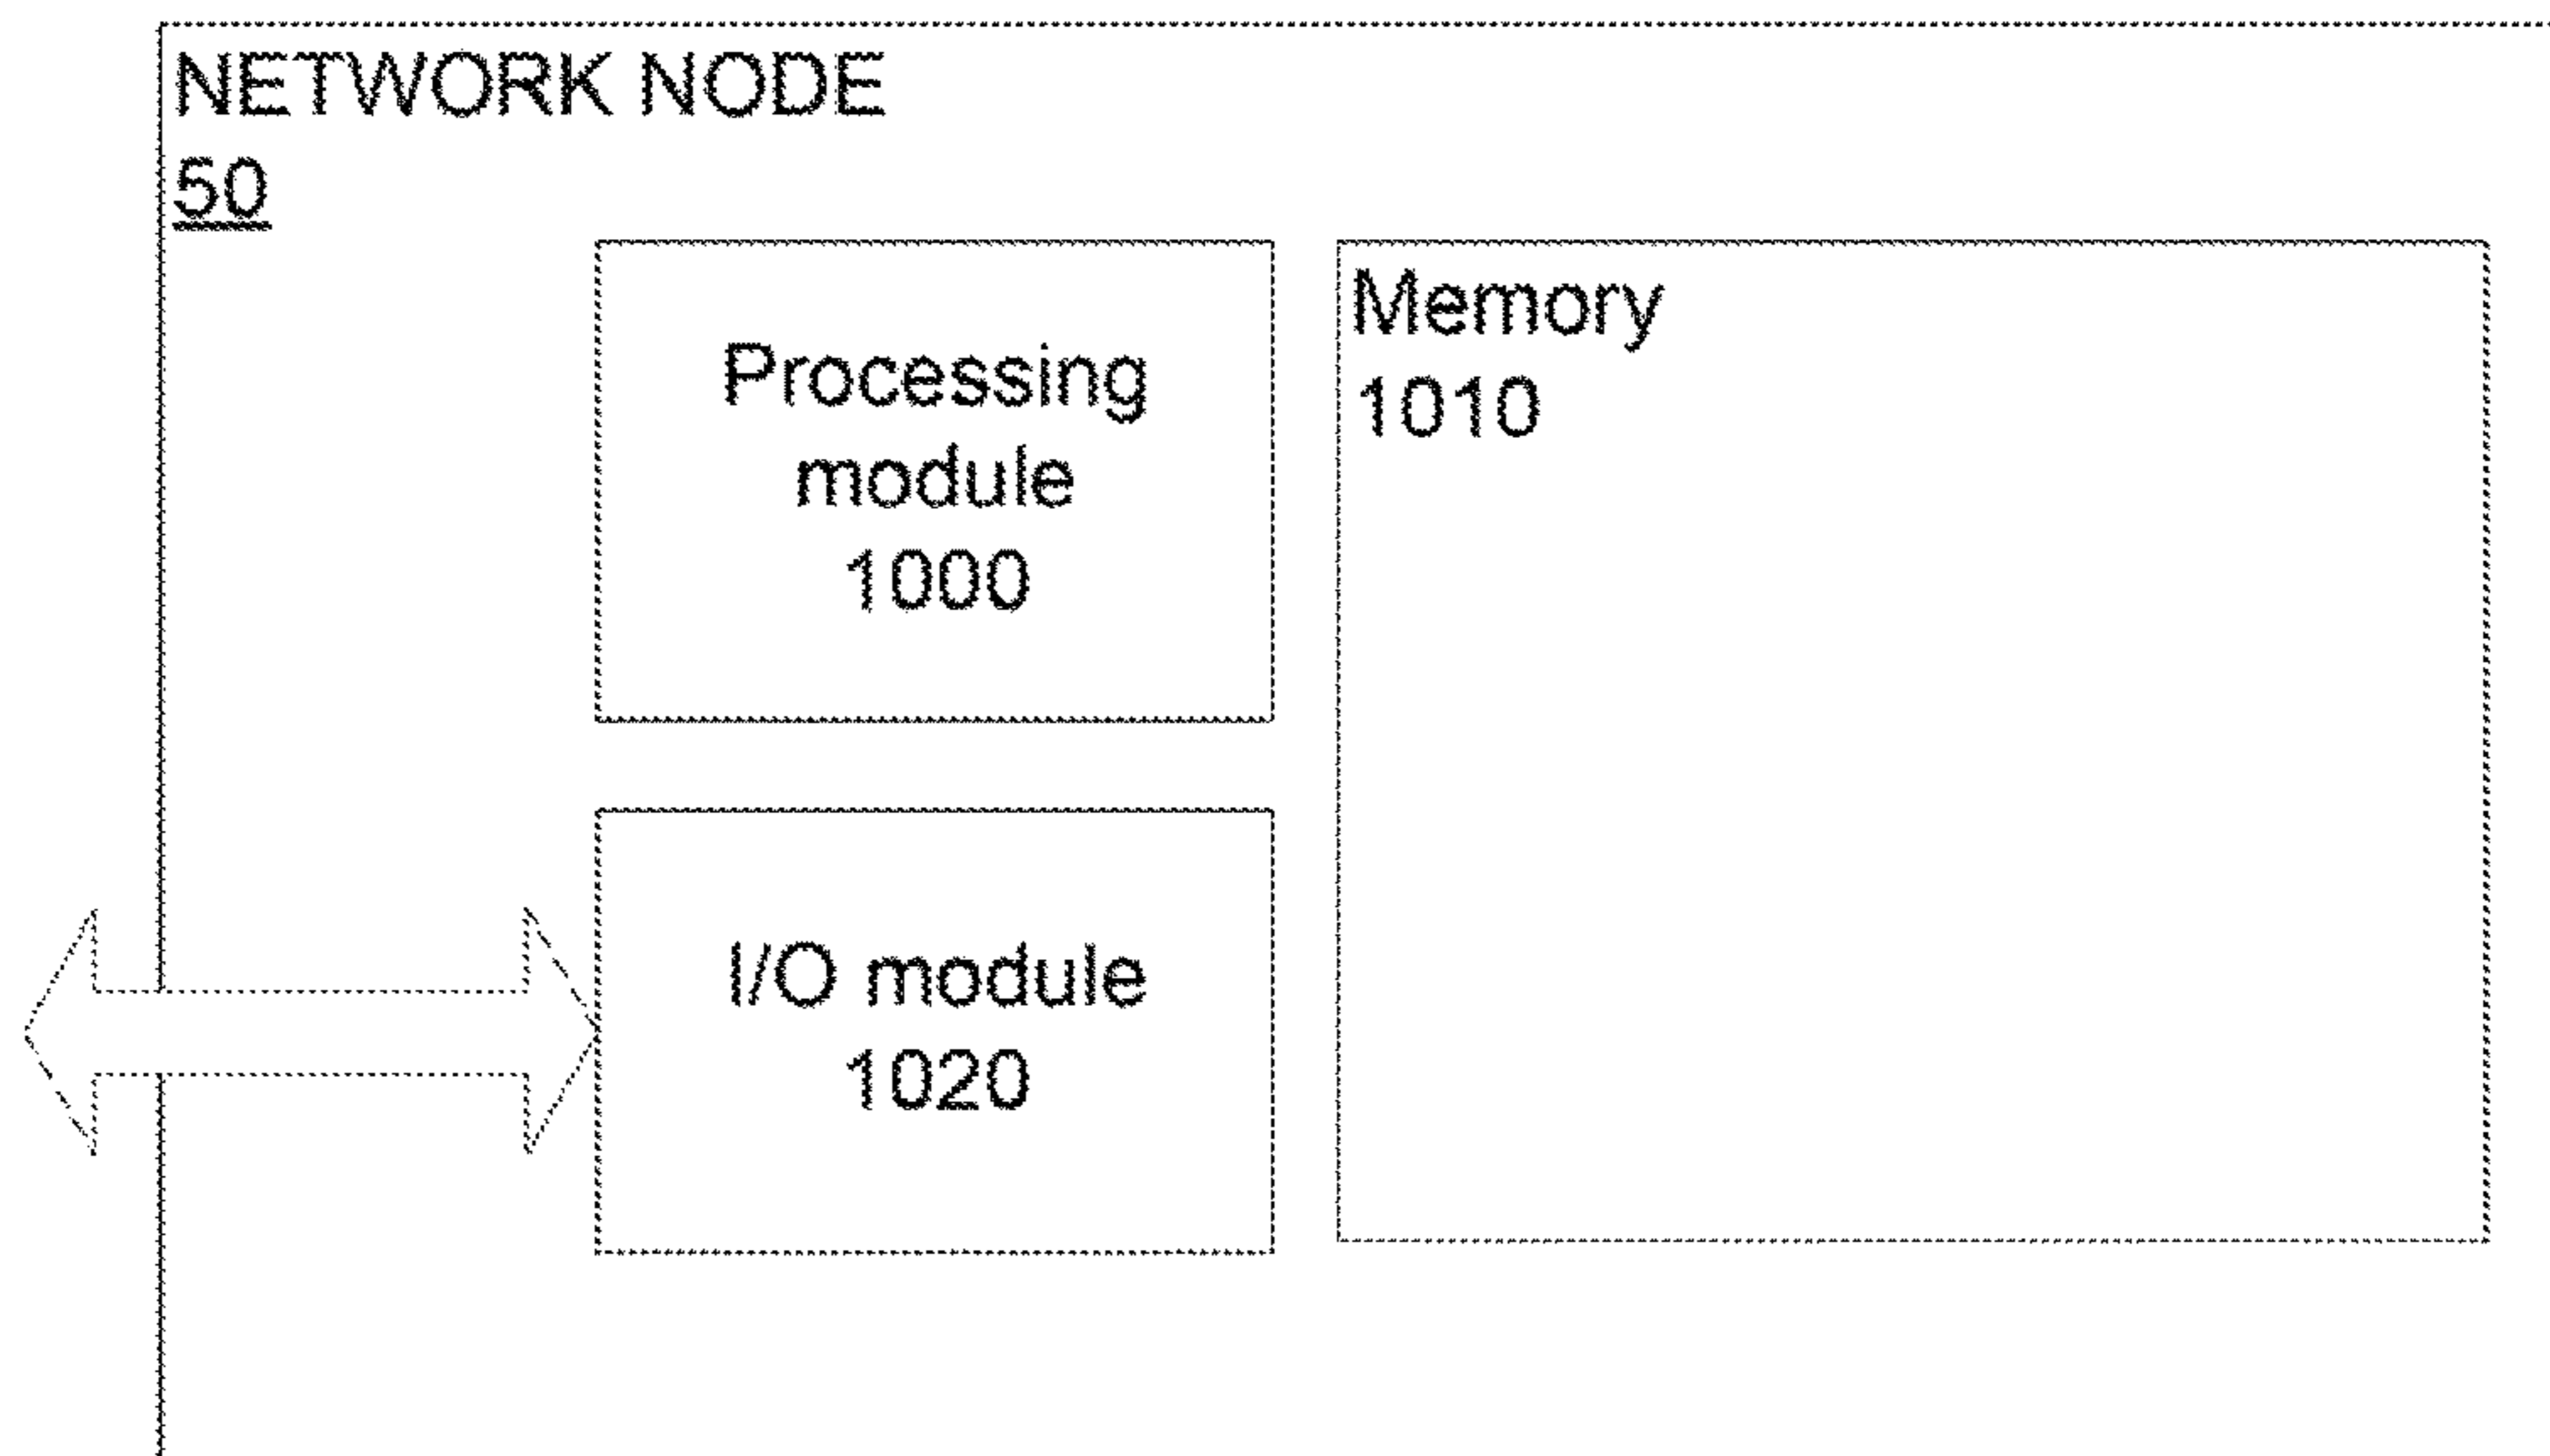 NETWORK NODE
50
Processing
module
1000
Memory
1010
I/O module
1020